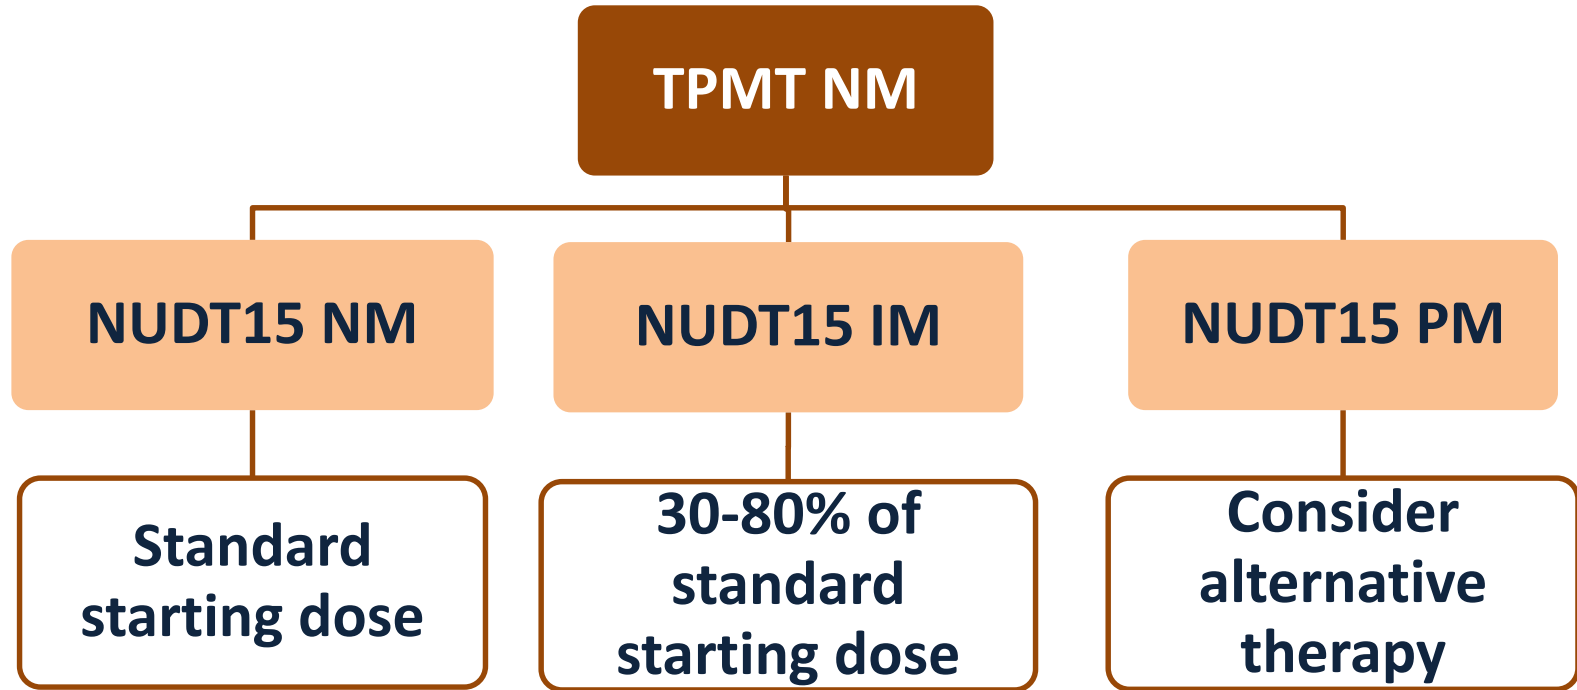 TPMT NM
NUDT15 NM
NUDT15 IM
NUDT15 PM
Standard
starting dose
30-80% of
standard
starting dose
Consider
alternative
therapy